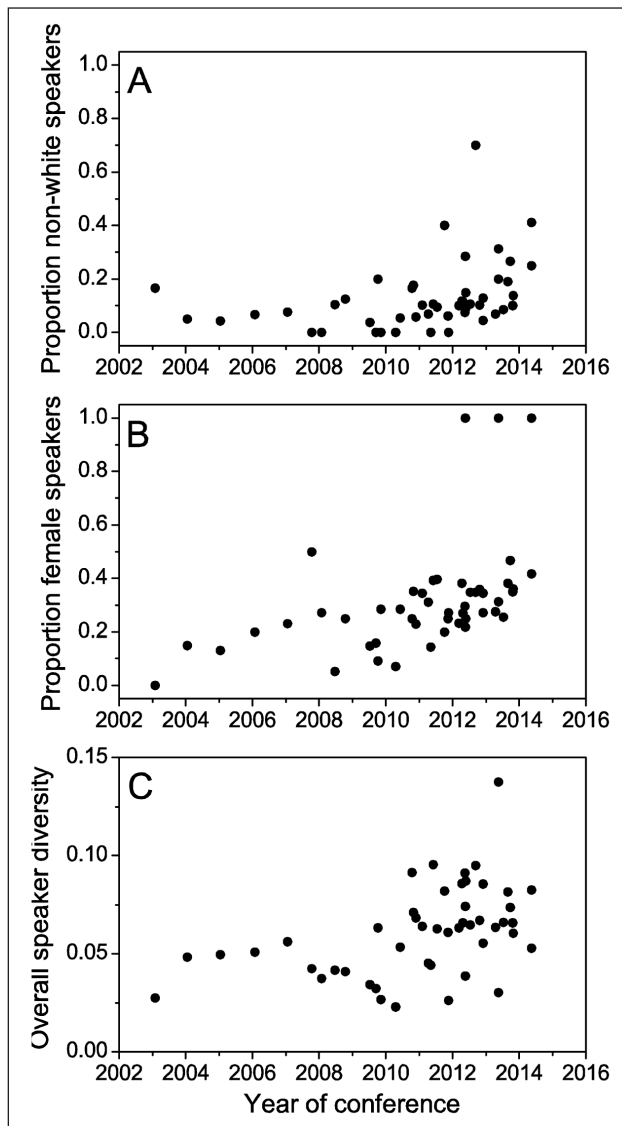 A
Proportion non-white speakers
1.0
0.8
0.6
0.4
0.2
0.0
2002 2004 2006 2008 2010 2012 2014 2016
B
Proportion female speakers
1.0
0.8
0.6
0.4
0.2
0.0
2002 2004 2006 2008 2010 2012 2014 2016
C
Overall speaker diversity
0.15
0.10
0.05
0.00
2002 2004 2006 2008 2010 2012 2014 2016
Year of conference